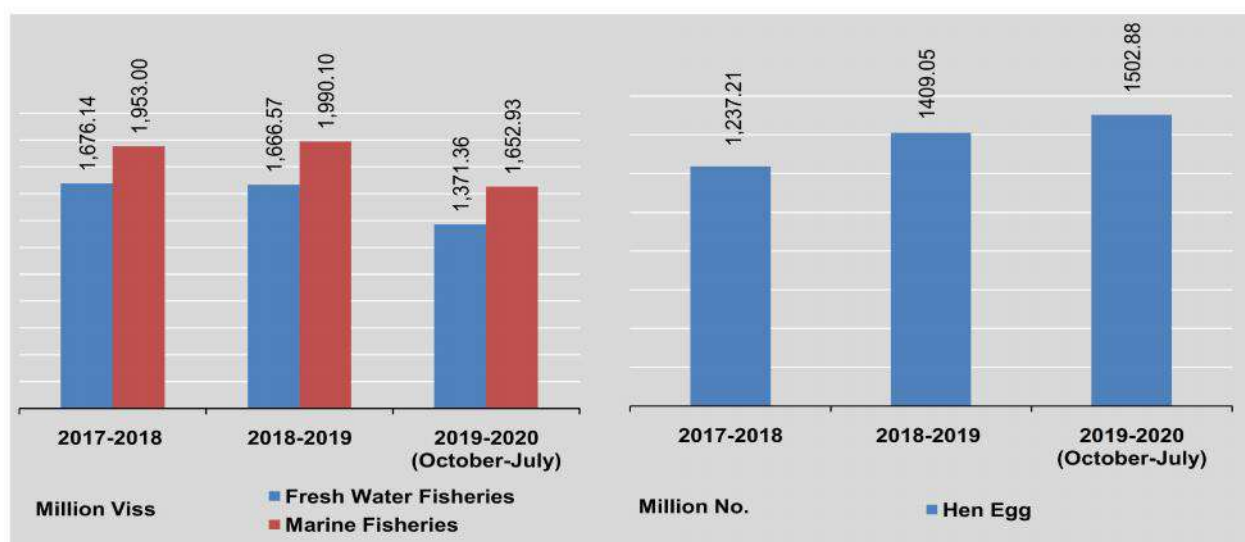 1,676.14
1,953.00
1,666.57
1,990.10
1,371.36
1,652.93
2017-2018
2018-2019
2019-2020
(October-July)
Million Viss
Fresh Water Fisheries
Marine Fisheries
1,237.21
1409.05
1502.88
2017-2018
2018-2019
2019-2020
(October-July)
Million No.
Hen Egg